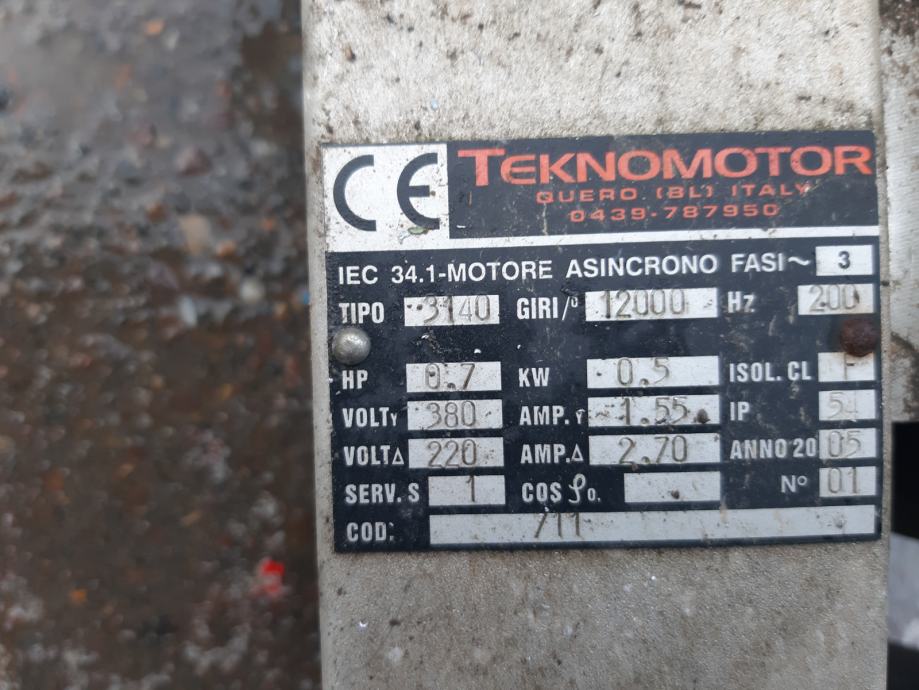 CE TEKNOMOTOR
QUERO (BL) ITALY
0439-787950
IEC 34.1-MOTORE ASINCRONO FASI~ 3
TIPO 3140 GIRI/' 12000 Hz 200
HP 0.7 KW 0.5 ISOL. CL F
VOLTY 380 AMP.Y 1.55 IP 54
VOLTΔ 220 AMP.Δ 2.70 ANNO 20 05
SERV. S 1 COS φ0. N° 01
COD: /11